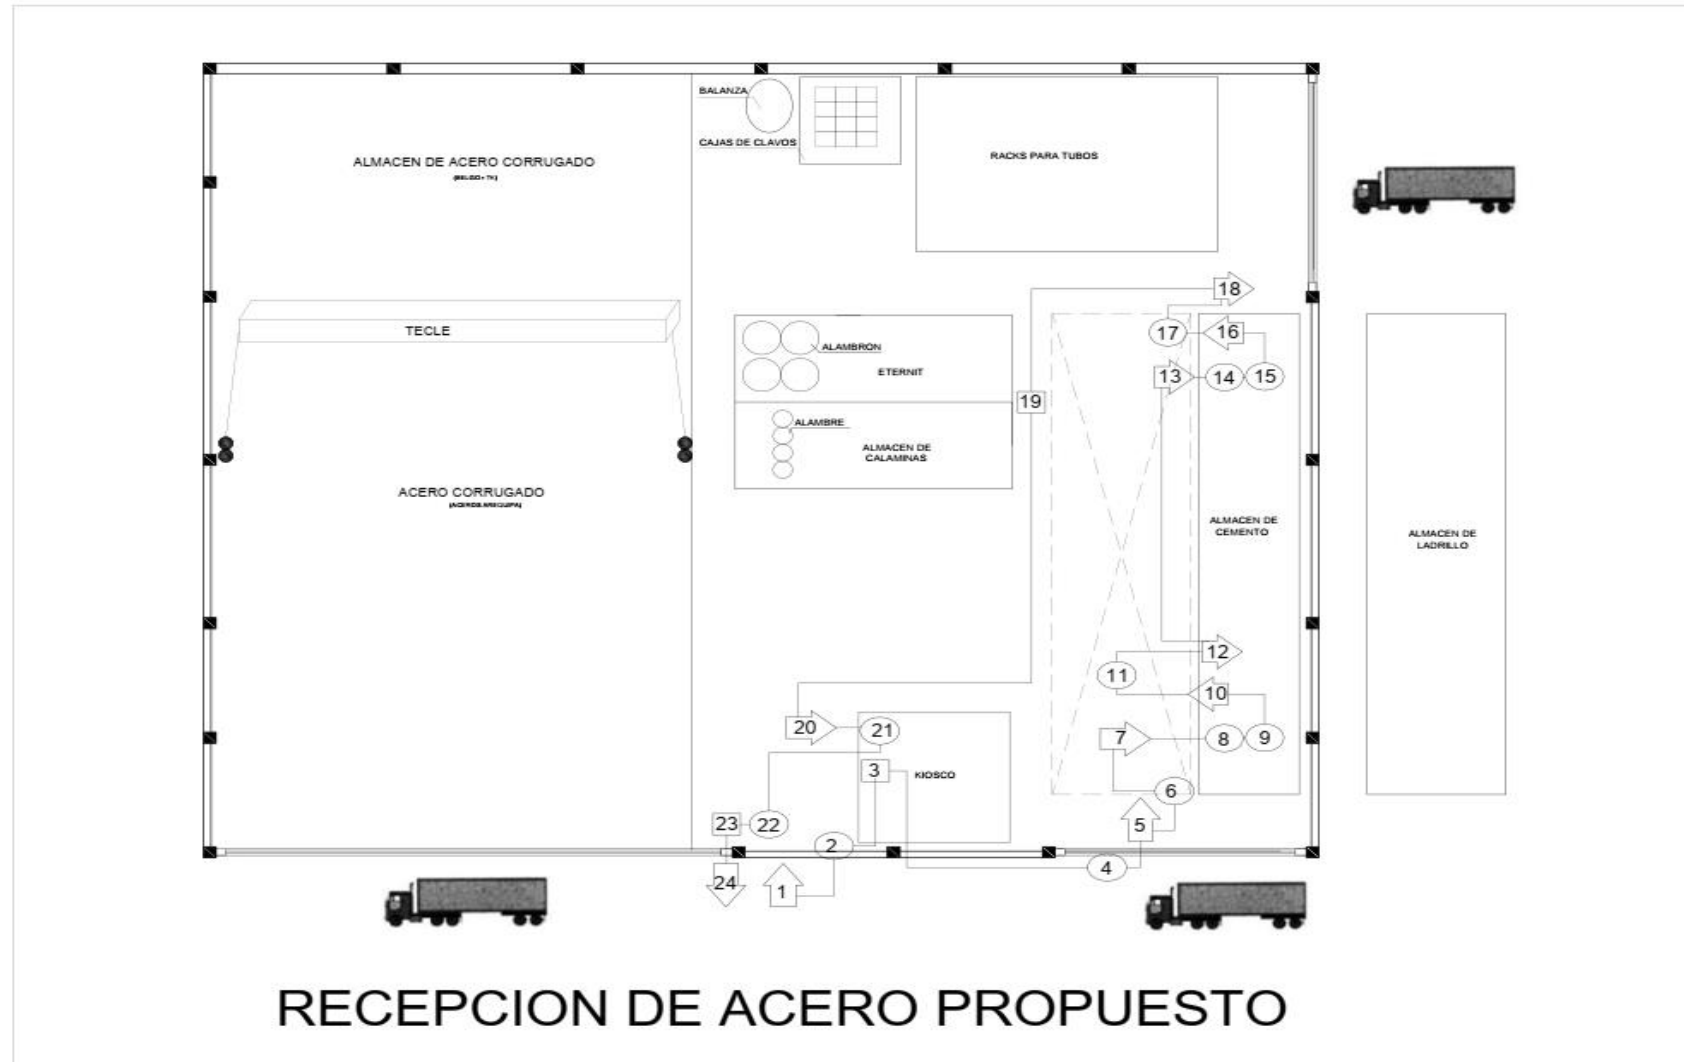 BALANZA
CAJAS DE CLAVOS
RACKS PARA TUBOS
ALMACEN DE ACERO CORRUGADO
TECLE
ALAMBRON
ETERNIT
ALAMBRE
ALMACEN DE
CALAMINAS
ACERO CORRUGADO
(ACEROS AREQUIPA)
18
17
16
13
14
15
19
ALMACEN DE
CEMENTO
ALMACEN DE
LADRILLO
12
11
10
7
8
9
6
20
21
3
KIOSCO
23
22
2
5
4
24
1
RECEPCION DE ACERO PROPUESTO